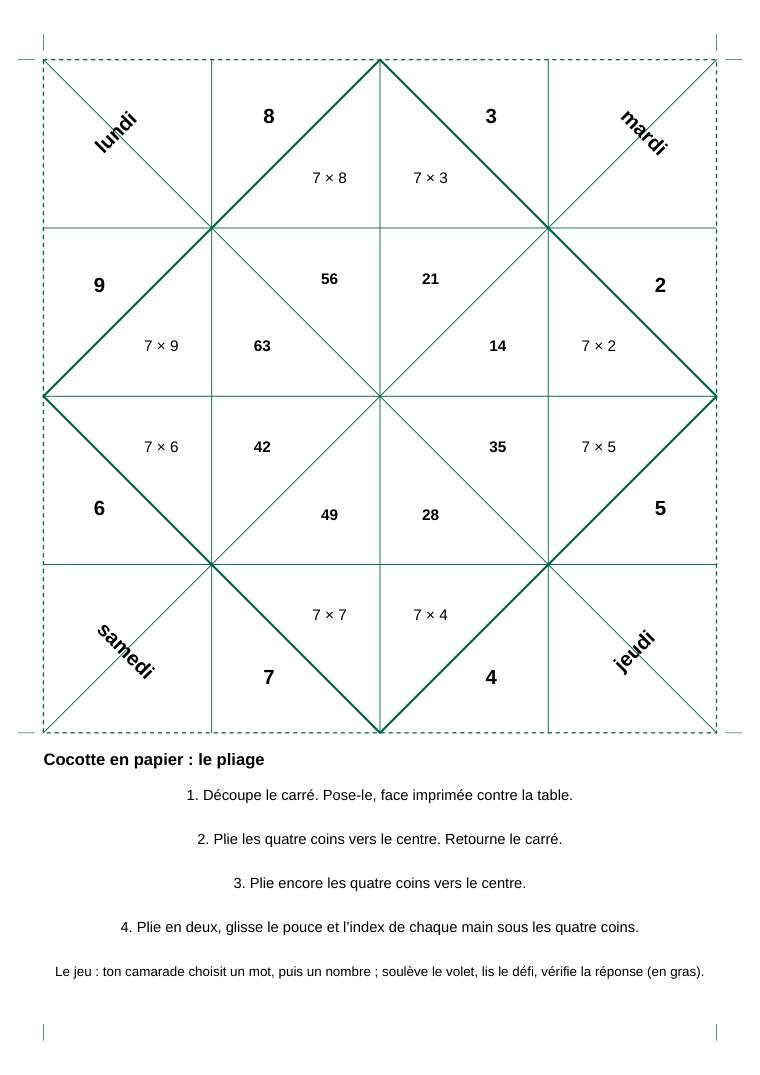 lundi
8
3
mardi
7 × 8
7 × 3
9
56
21
2
7 × 9
63
14
7 × 2
7 × 6
42
35
7 × 5
6
49
28
5
samedi
7 × 7
7 × 4
jeudi
7
4
Cocotte en papier : le pliage
1. Découpe le carré. Pose-le, face imprimée contre la table.
2. Plie les quatre coins vers le centre. Retourne le carré.
3. Plie encore les quatre coins vers le centre.
4. Plie en deux, glisse le pouce et l’index de chaque main sous les quatre coins.
Le jeu : ton camarade choisit un mot, puis un nombre ; soulève le volet, lis le défi, vérifie la réponse (en gras).